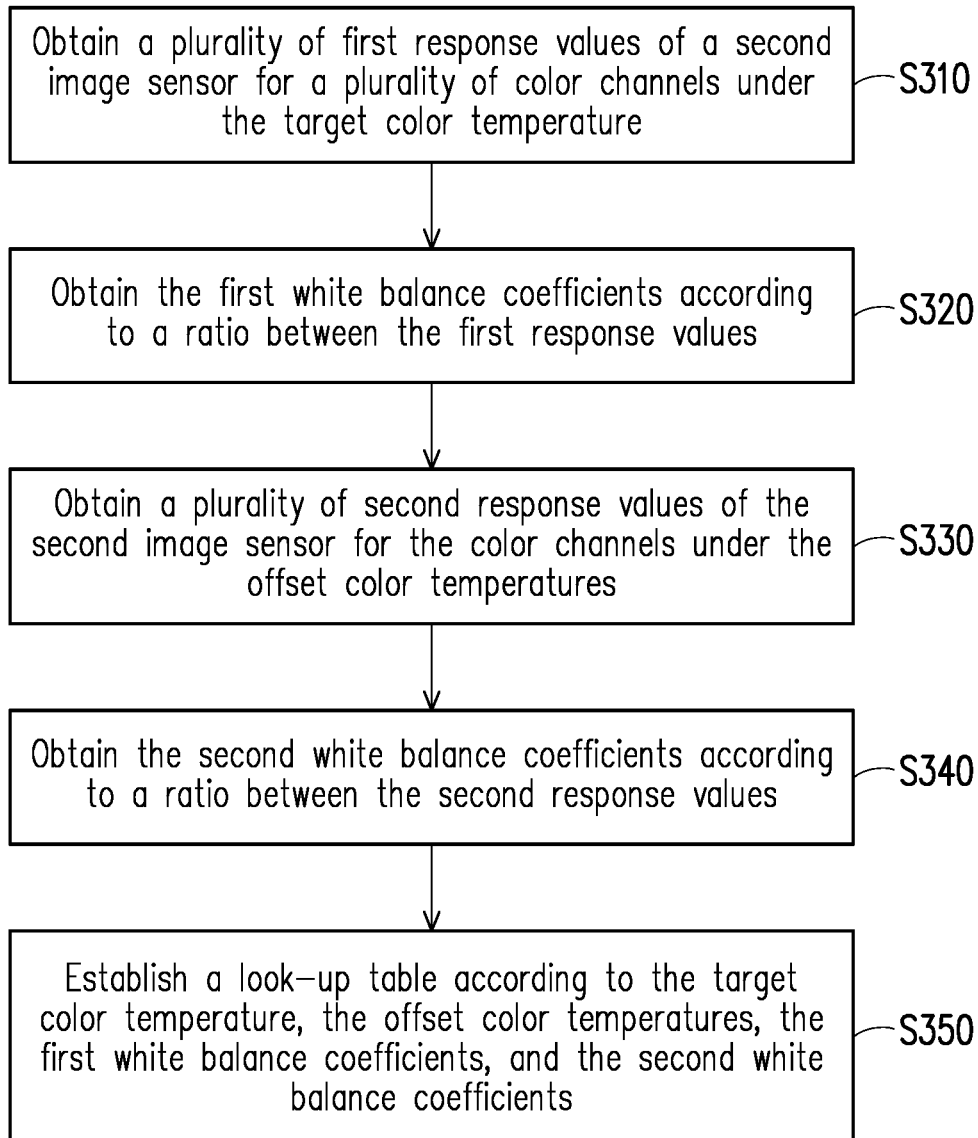 Obtain a plurality of first response values of a second
image sensor for a plurality of color channels under
the target color temperature
S310
Obtain the first white balance coefficients according
to a ratio between the first response values
S320
Obtain a plurality of second response values of the
second image sensor for the color channels under the
offset color temperatures
S330
Obtain the second white balance coefficients according
to a ratio between the second response values
S340
Establish a look-up table according to the target
color temperature, the offset color temperatures, the
first white balance coefficients, and the second white
balance coefficients
S350